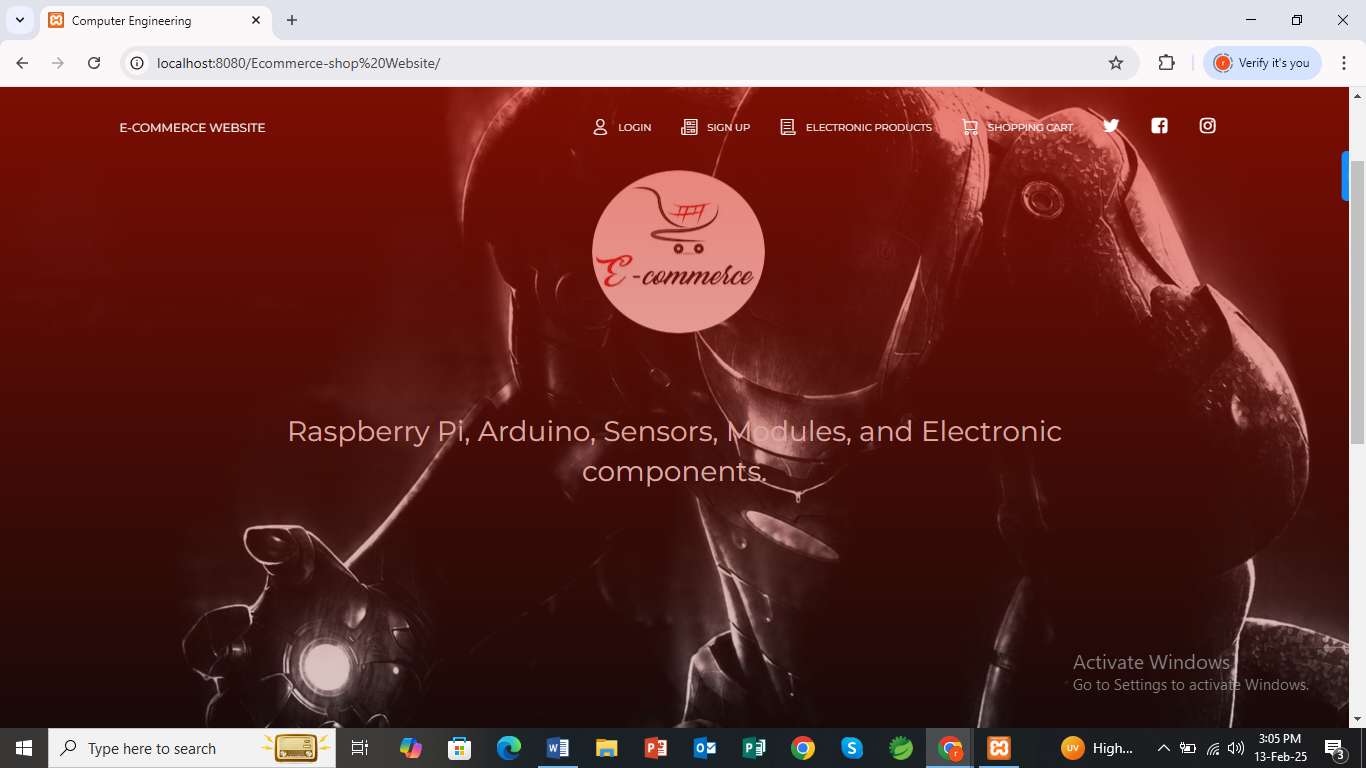 Computer Engineering
localhost:8080/Ecommerce-shop%20Website/
Verify it's you
E-COMMERCE WEBSITE
LOGIN
SIGN UP
ELECTRONIC PRODUCTS
SHOPPING CART
E-commerce
Raspberry Pi, Arduino, Sensors, Modules, and Electronic
components.
Activate Windows
Go to Settings to activate Windows.
Type here to search
UV
High...
3:05 PM
13-Feb-25
3